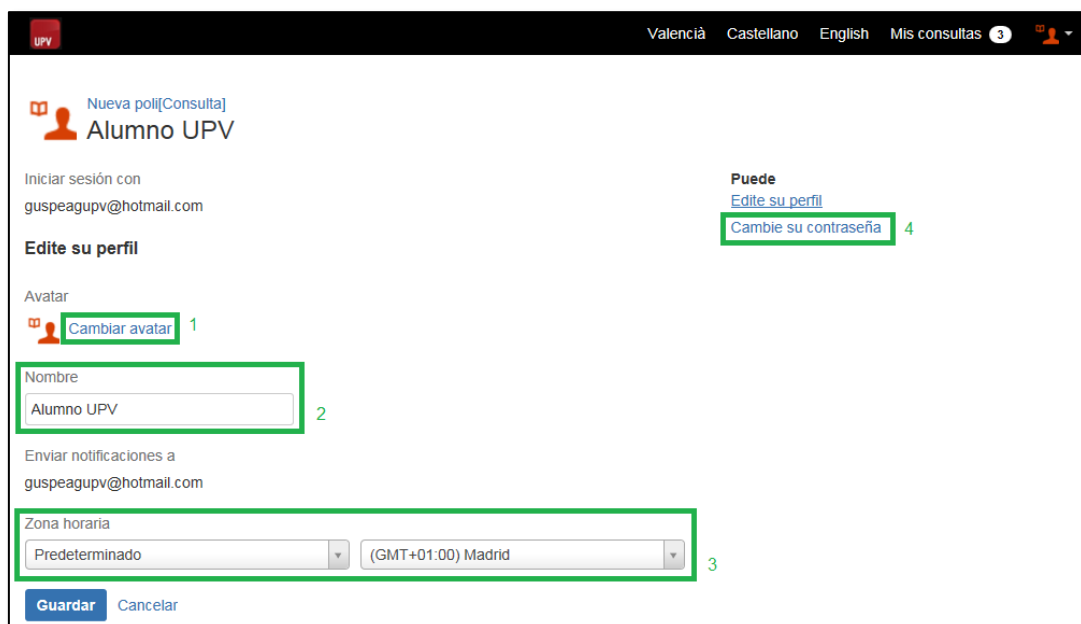 UPV
Valencià Castellano English Mis consultas 3
Nueva poli[Consulta]
Alumno UPV
Iniciar sesión con
guspeagupv@hotmail.com
Puede
Edite su perfil
Cambie su contraseña 4
Edite su perfil
Avatar
Cambiar avatar 1
Nombre
Alumno UPV
2
Enviar notificaciones a
guspeagupv@hotmail.com
Zona horaria
Predeterminado (GMT+01:00) Madrid
3
Guardar Cancelar